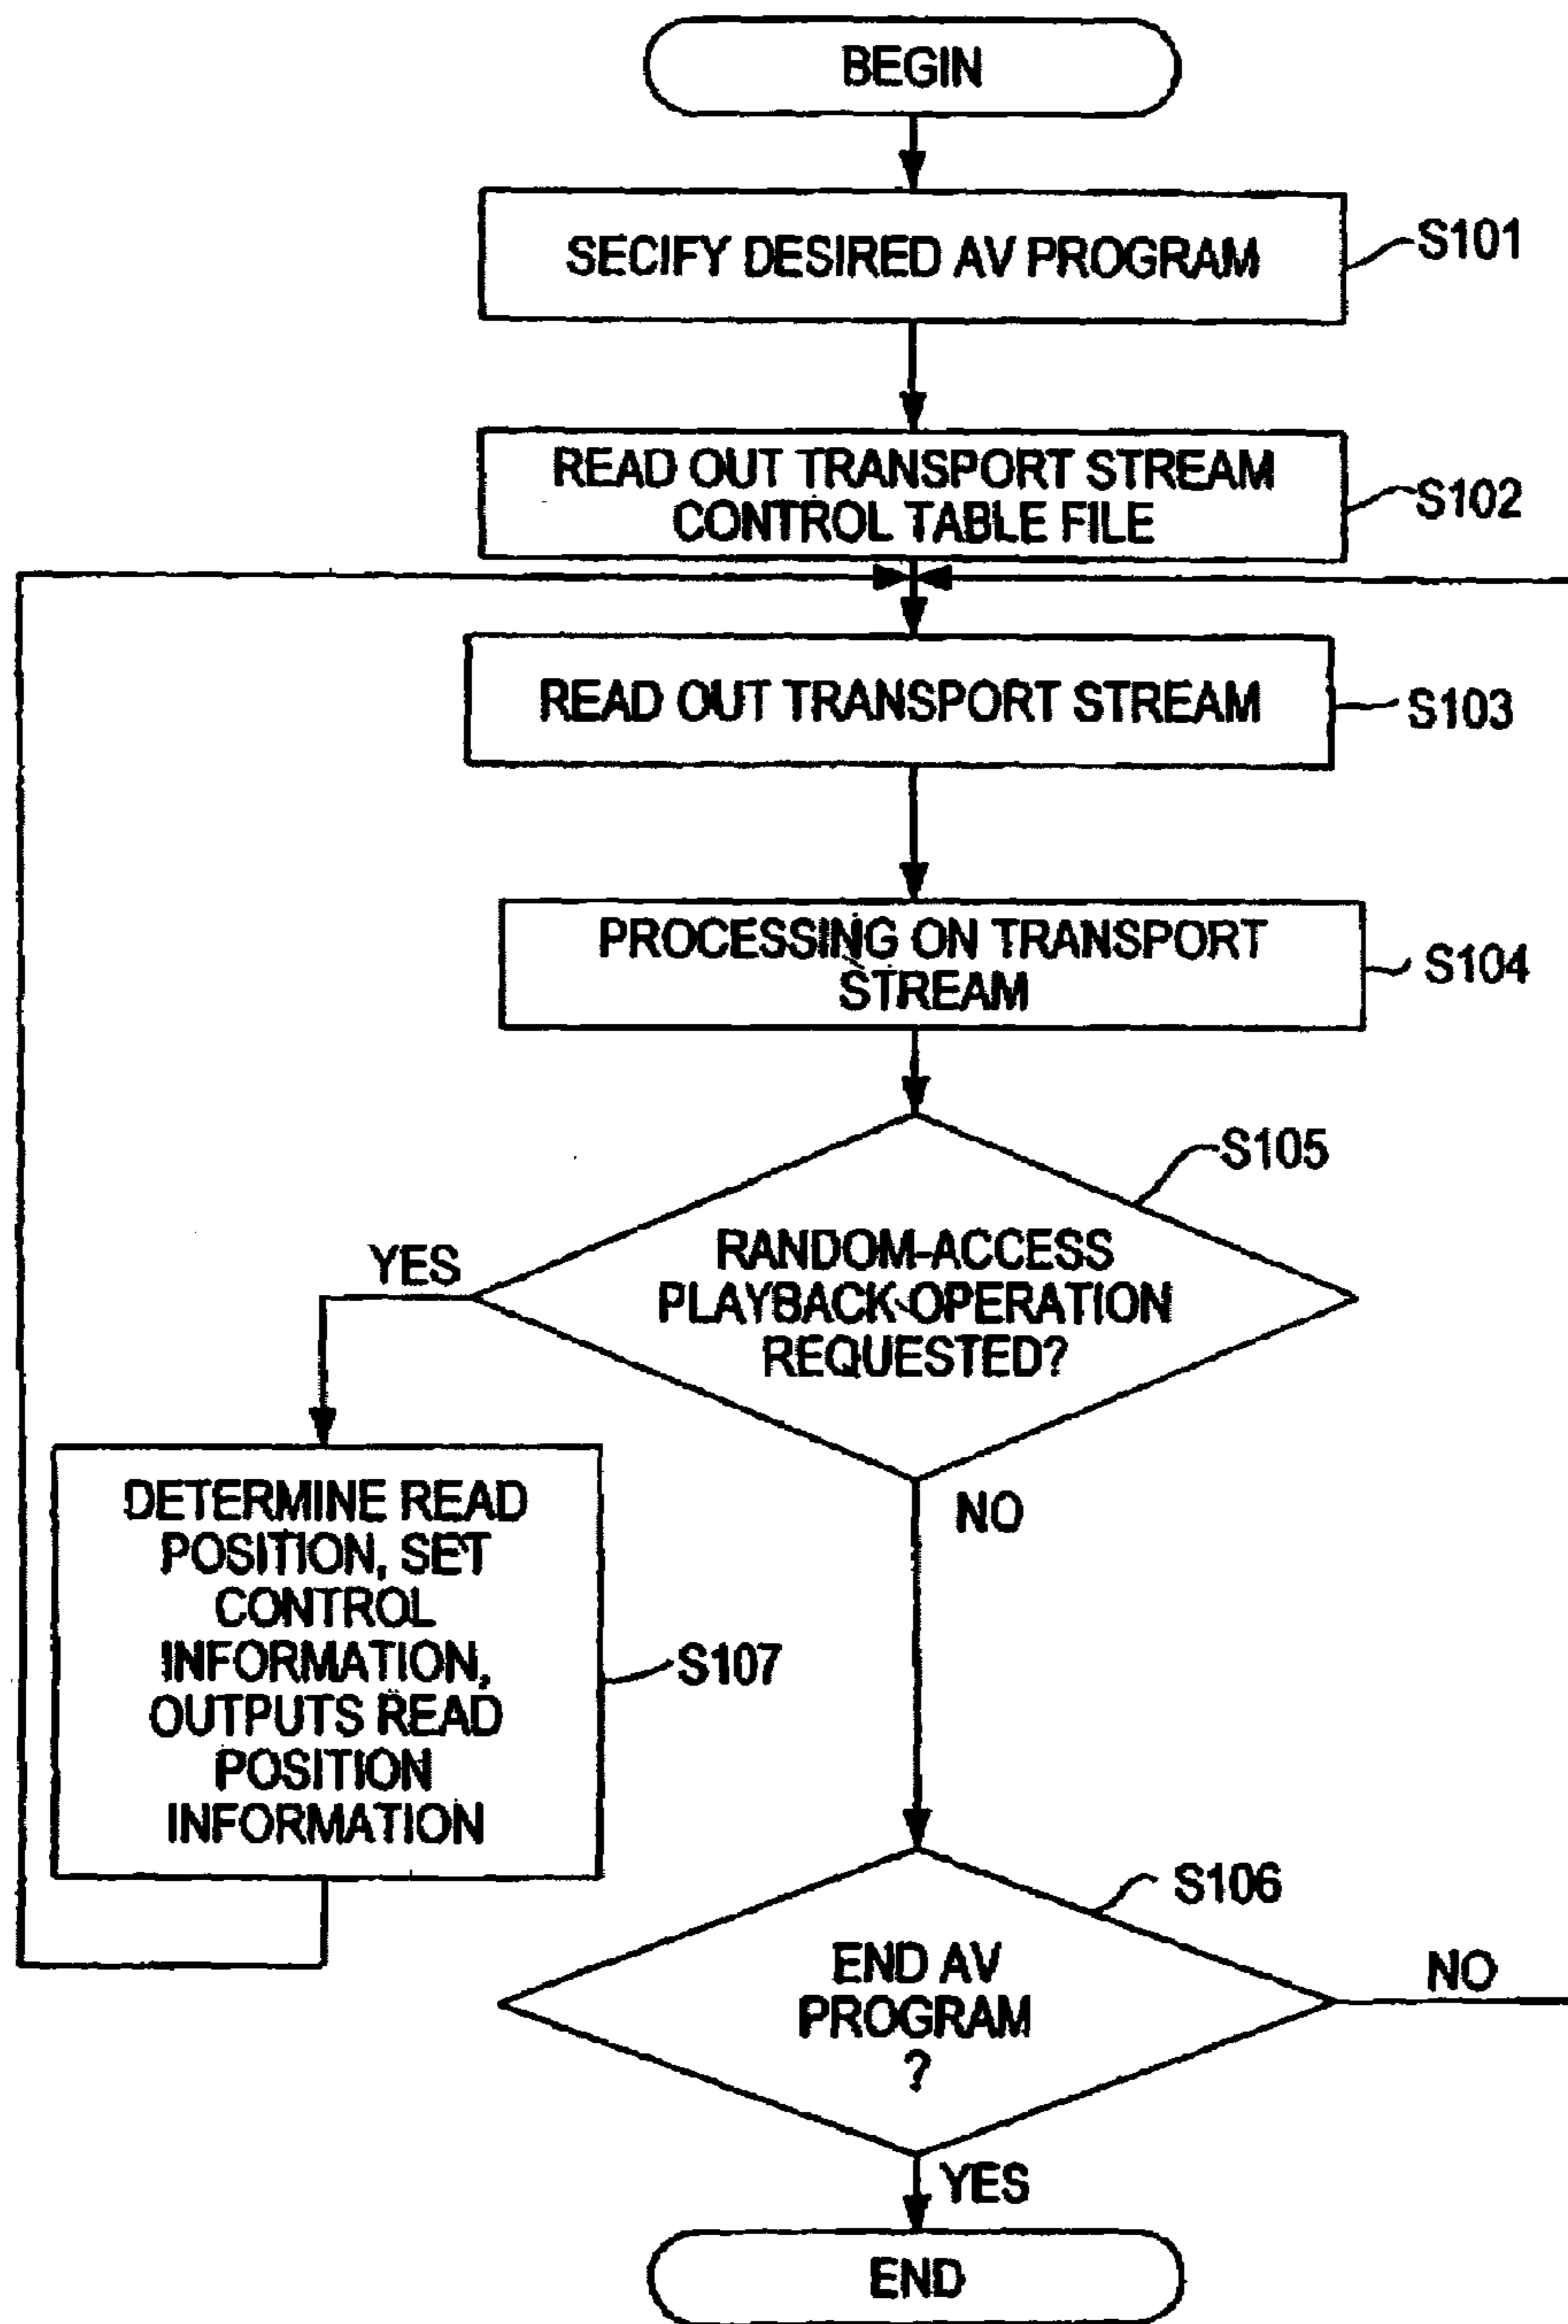 BEGIN
SECIFY DESIRED AV PROGRAM
S101
READ OUT TRANSPORT STREAM
CONTROL TABLE FILE
S102
READ OUT TRANSPORT STREAM
S103
PROCESSING ON TRANSPORT
STREAM
S104
S105
RANDOM-ACCESS
PLAYBACK OPERATION
REQUESTED?
YES
NO
DETERMINE READ
POSITION, SET
CONTROL
INFORMATION,
OUTPUTS READ
POSITION
INFORMATION
S107
S106
END AV
PROGRAM
?
NO
YES
END